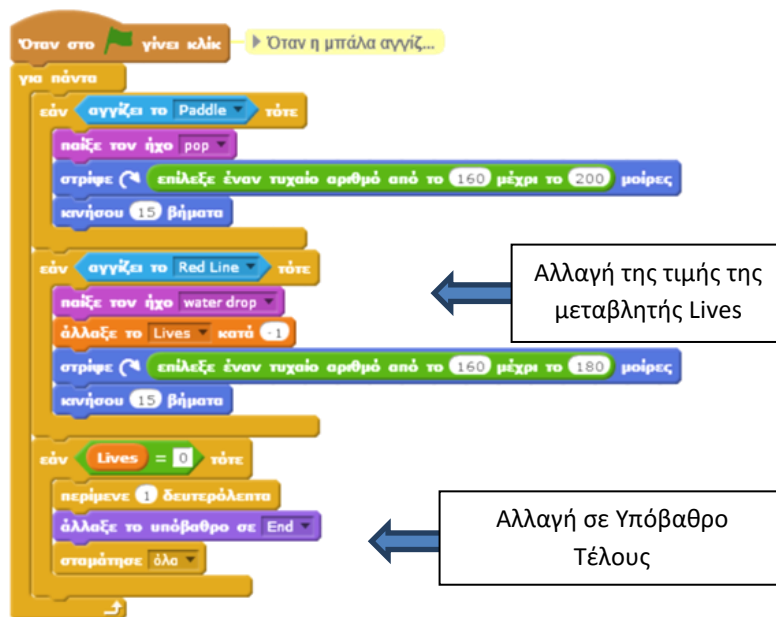 Όταν στο γίνει κλικ
Όταν η μπάλα αγγίζ...
για πάντα
εάν αγγίζει το Paddle τότε
παίξε τον ήχο pop
στρίψε επίλεξε έναν τυχαίο αριθμό από το 160 μέχρι το 200 μοίρες
κινήσου 15 βήματα
εάν αγγίζει το Red Line τότε
παίξε τον ήχο water drop
άλλαξε το Lives κατά -1
στρίψε επίλεξε έναν τυχαίο αριθμό από το 160 μέχρι το 180 μοίρες
κινήσου 15 βήματα
Αλλαγή της τιμής της
μεταβλητής Lives
εάν Lives = 0 τότε
περίμενε 1 δευτερόλεπτα
άλλαξε το υπόβαθρο σε End
σταμάτησε όλα
Αλλαγή σε Υπόβαθρο
Τέλους